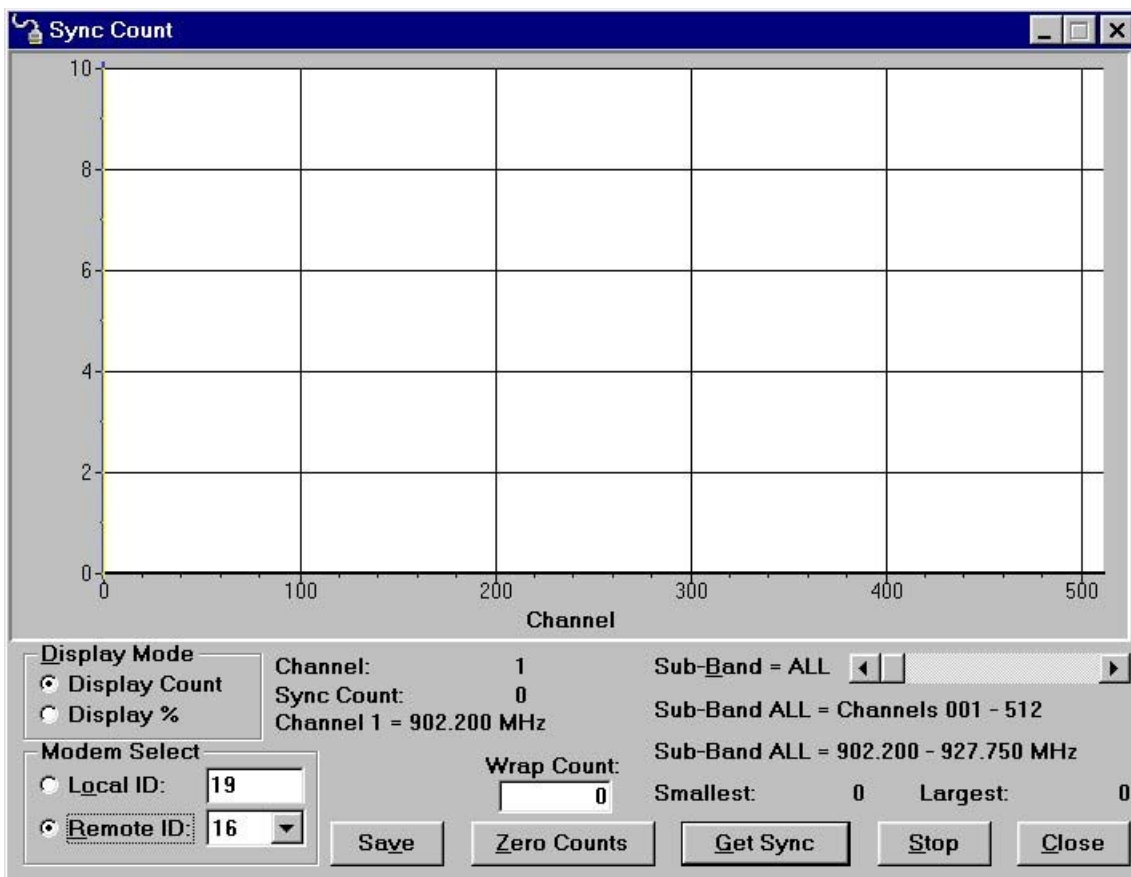 Sync Count
10
8
6
4
2
0
0 100 200 300 400 500
Channel
Display Mode
Display Count
Display %
Channel: 1
Sync Count: 0
Channel 1 = 902.200 MHz
Sub-Band = ALL
Sub-Band ALL = Channels 001 - 512
Sub-Band ALL = 902.200 - 927.750 MHz
Modem Select
Local ID: 19
Remote ID: 16
Wrap Count:
0
Smallest: 0 Largest: 0
Save Zero Counts Get Sync Stop Close